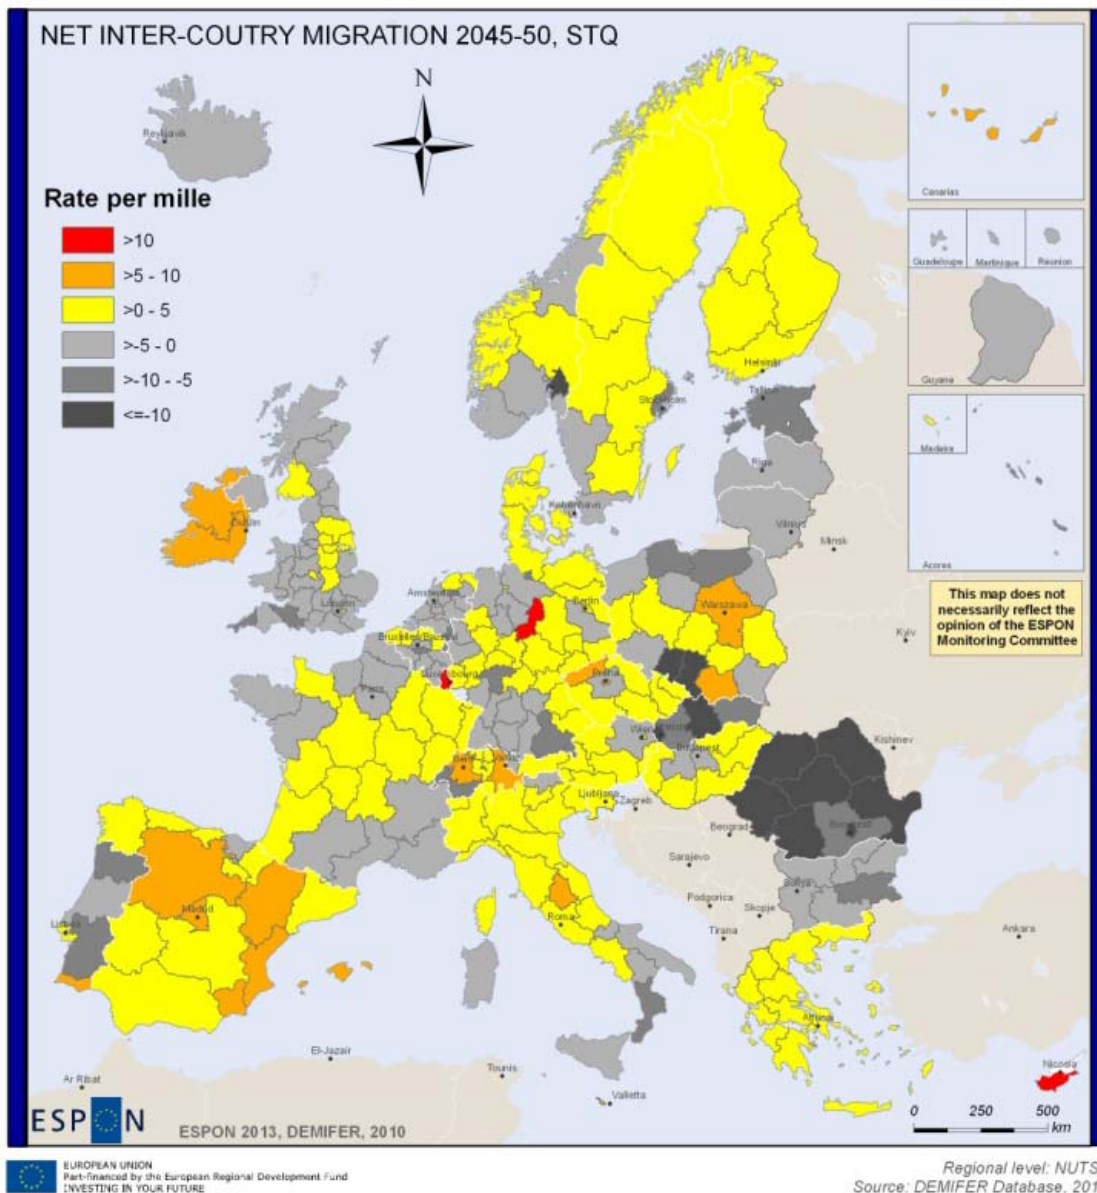 NET INTER-COUTRY MIGRATION 2045-50, STQ
N
Reykjavik
Canarias
Rate per mille
>10
>5 - 10
>0 - 5
>-5 - 0
>-10 - -5
<=-10
Guadeloupe
Martinique
Reunion
Guyane
Helsinki
Tallinn
Stockholm
Madeira
Acores
Riga
Dublin
København
Vilnius
Minsk
This map does not
necessarily reflect the
opinion of the ESPON
Monitoring Committee
Amsterdam
London
Berlin
Warszawa
Kyiv
Luxembourg
Paris
Praha
Kishinev
Wien
Budapest
Bern
Vaduz
Ljubljana
Zagreb
Beograd
Bucuresti
Sarajevo
Sofiya
Madrid
Podgorica
Skopje
Roma
Tirana
Lisboa
Ankara
Athinai
El-Jazair
Tounis
Nicosia
Ar Ribat
Valletta
ESPON
ESPON 2013, DEMIFER, 2010
0 250 500
km
EUROPEAN UNION
Part-financed by the European Regional Development Fund
INVESTING IN YOUR FUTURE
Regional level: NUTS
Source: DEMIFER Database, 201